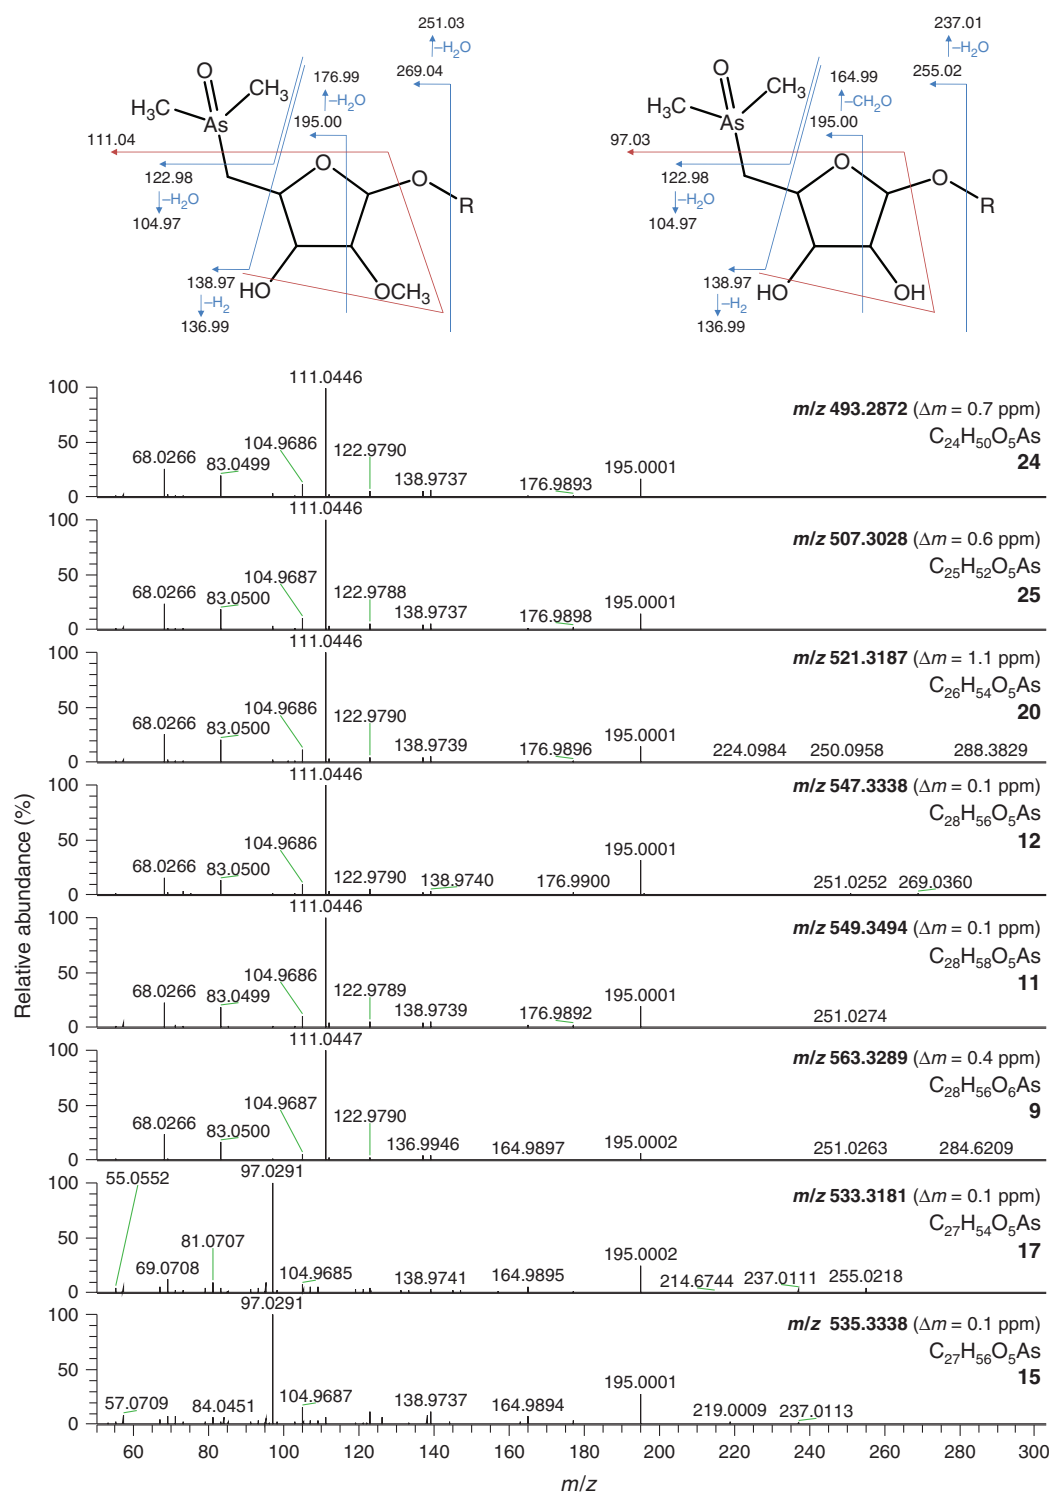 251.03
–H2O
269.04
176.99
–H2O
195.00
O
H3C
CH3
As
111.04
122.98
–H2O
104.97
O
O
R
138.97
–H2
136.99
HO
OCH3
237.01
–H2O
255.02
164.99
–CH2O
195.00
O
H3C
CH3
As
97.03
122.98
–H2O
104.97
O
O
R
138.97
–H2
136.99
HO
OH
Relative abundance (%)
100
50
0
68.0266
83.0499
104.9686
111.0446
122.9790
138.9737
176.9893
195.0001
m/z 493.2872 (Δm = 0.7 ppm)
C24H50O5As
24
100
50
0
68.0266
83.0500
104.9687
111.0446
122.9788
138.9737
176.9898
195.0001
m/z 507.3028 (Δm = 0.6 ppm)
C25H52O5As
25
100
50
0
68.0266
83.0500
104.9686
111.0446
122.9790
138.9739
176.9896
195.0001
224.0984
250.0958
288.3829
m/z 521.3187 (Δm = 1.1 ppm)
C26H54O5As
20
100
50
0
68.0266
83.0500
104.9686
111.0446
122.9790
138.9740
176.9900
195.0001
251.0252
269.0360
m/z 547.3338 (Δm = 0.1 ppm)
C28H56O5As
12
100
50
0
68.0266
83.0499
104.9686
111.0446
122.9789
138.9739
176.9892
195.0001
251.0274
m/z 549.3494 (Δm = 0.1 ppm)
C28H58O5As
11
100
50
0
68.0266
83.0500
104.9687
111.0447
122.9790
136.9946
164.9897
195.0002
251.0263
284.6209
m/z 563.3289 (Δm = 0.4 ppm)
C28H56O6As
9
100
50
0
55.0552
69.0708
81.0707
97.0291
104.9685
138.9741
164.9895
195.0002
214.6744
237.0111
255.0218
m/z 533.3181 (Δm = 0.1 ppm)
C27H54O5As
17
100
50
0
57.0709
84.0451
97.0291
104.9687
138.9737
164.9894
195.0001
219.0009
237.0113
m/z 535.3338 (Δm = 0.1 ppm)
C27H56O5As
15
60 80 100 120 140 160 180 200 220 240 260 280 300
m/z